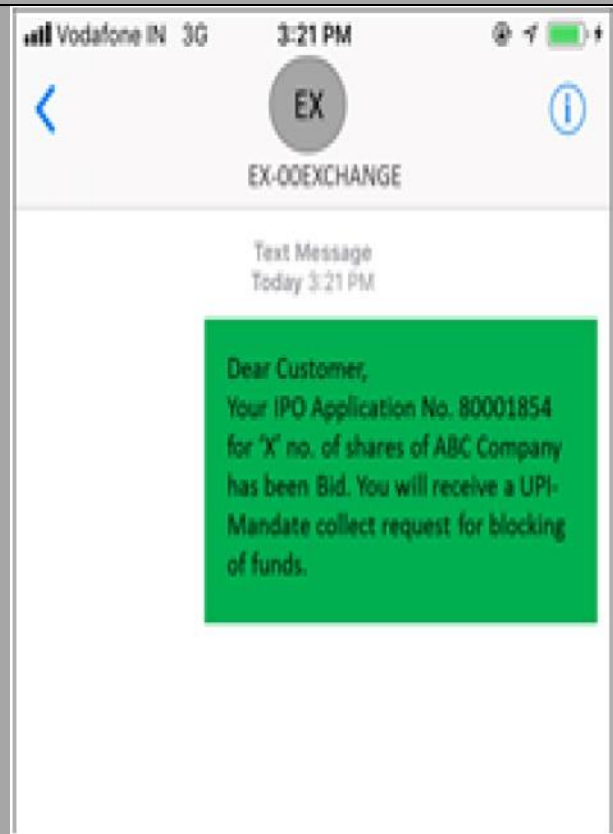 Vodafone IN 3G 3:21 PM
EX
EX-OOEXCHANGE
Text Message
Today 3:21 PM
Dear Customer,
Your IPO Application No. 80001854
for 'X' no. of shares of ABC Company
has been Bid. You will receive a UPI-
Mandate collect request for blocking
of funds.